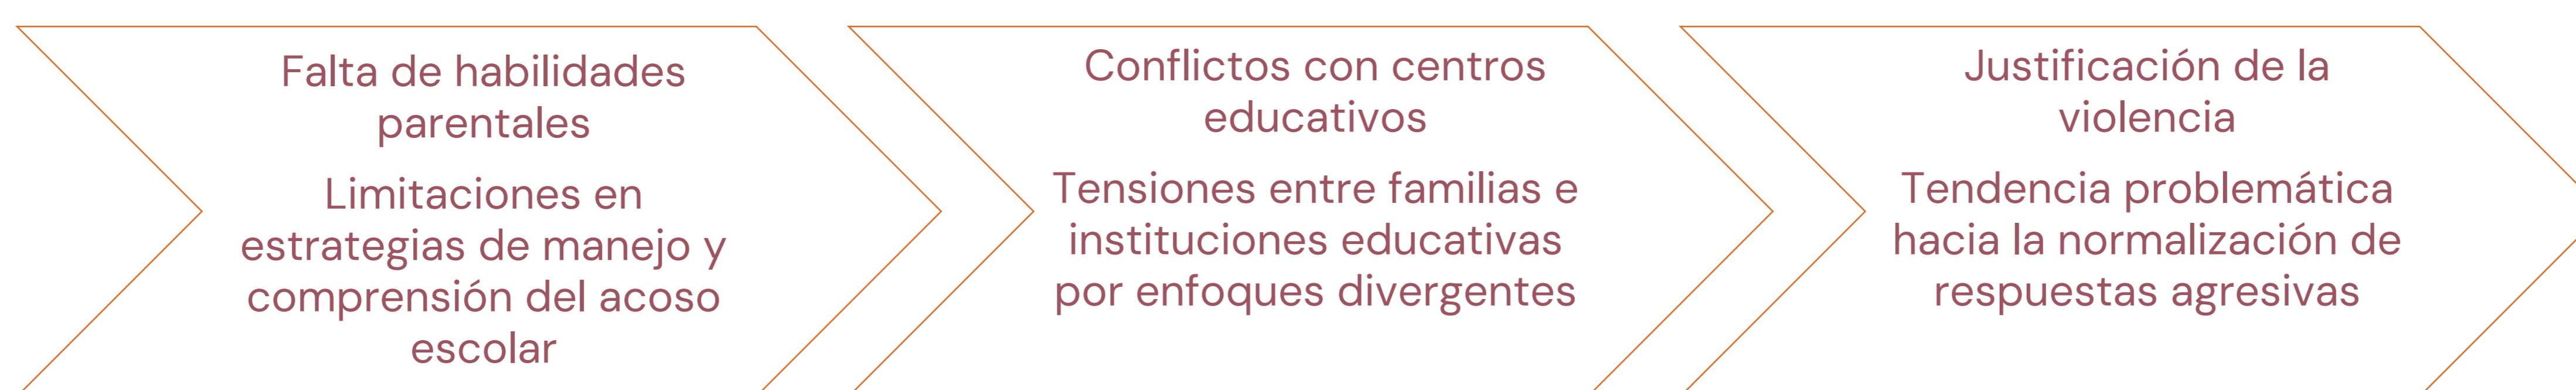 Falta de habilidades
parentales
Limitaciones en
estrategias de manejo y
comprensión del acoso
escolar
Conflictos con centros
educativos
Tensiones entre familias e
instituciones educativas
por enfoques divergentes
Justificación de la
violencia
Tendencia problemática
hacia la normalización de
respuestas agresivas